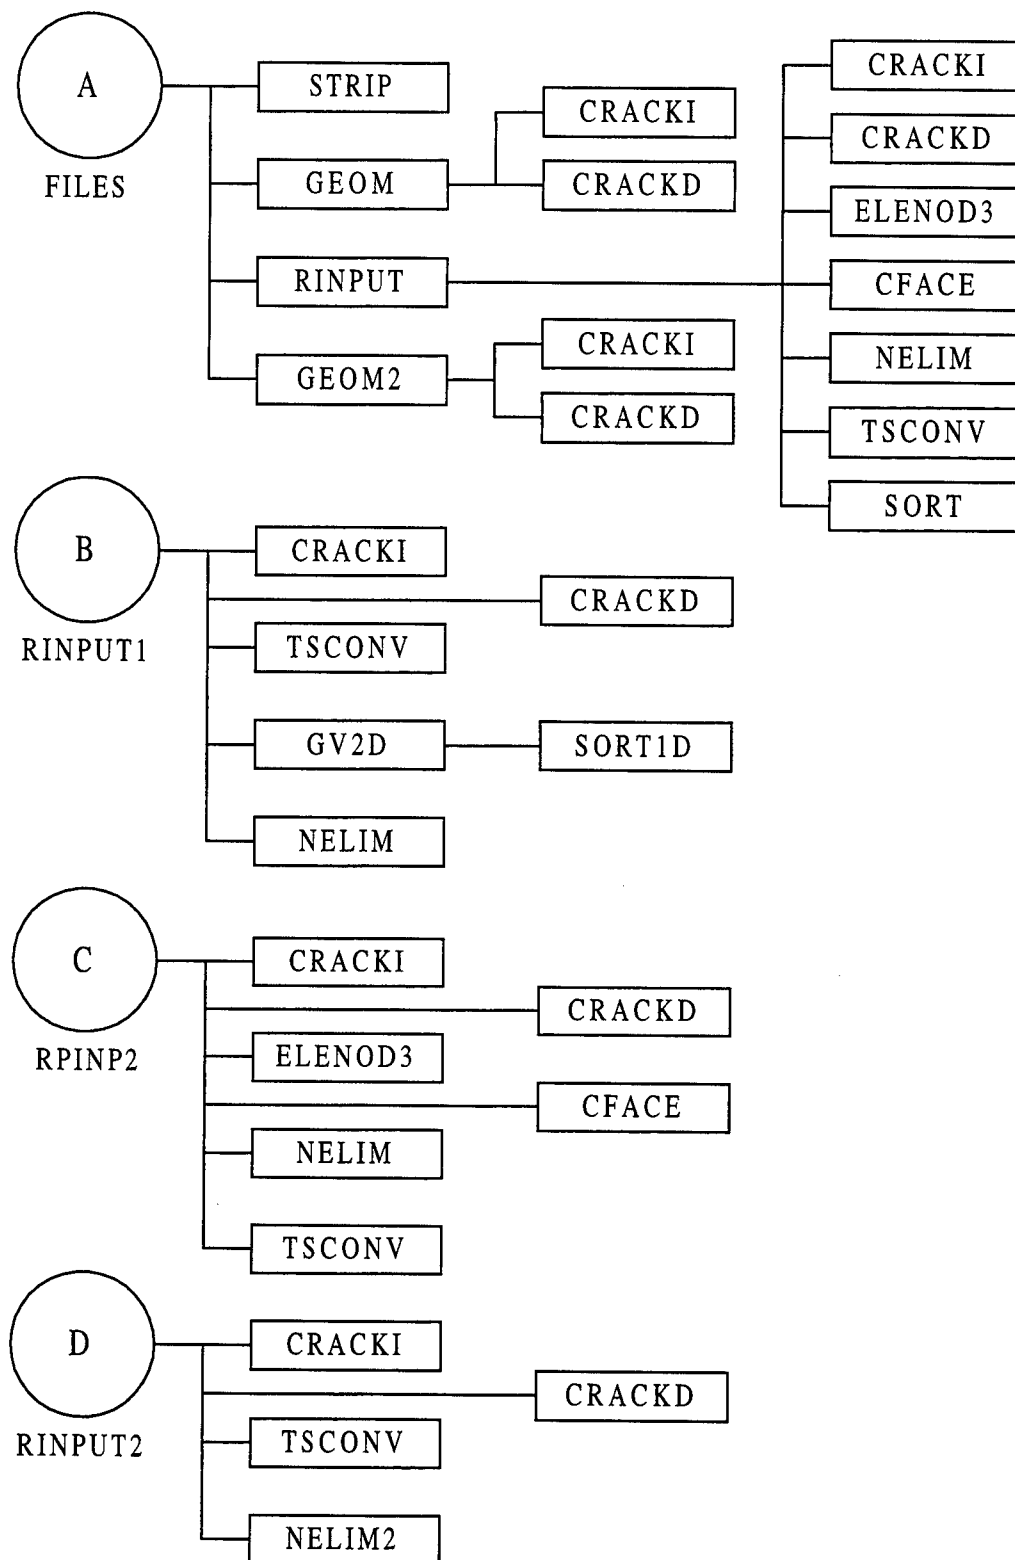 A
FILES
STRIP
GEOM
CRACKI
CRACKD
RINPUT
CRACKI
CRACKD
ELENOD3
CFACE
NELIM
TSCONV
SORT
GEOM2
CRACKI
CRACKD
B
RINPUT1
CRACKI
CRACKD
TSCONV
GV2D
SORT1D
NELIM
C
RPINP2
CRACKI
CRACKD
ELENOD3
CFACE
NELIM
TSCONV
D
RINPUT2
CRACKI
CRACKD
TSCONV
NELIM2